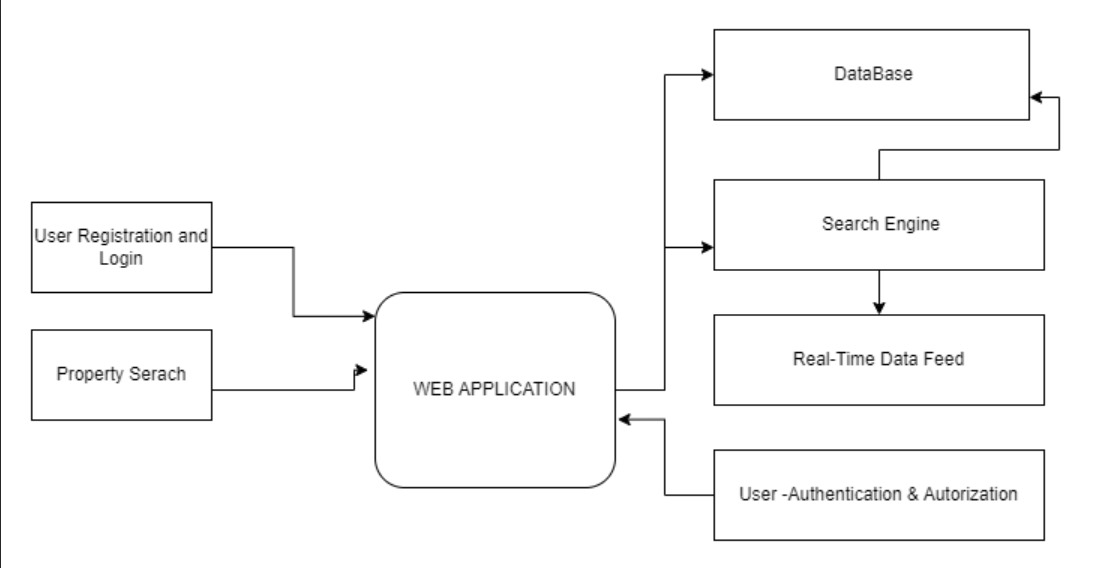 DataBase
Search Engine
User Registration and
Login
Real-Time Data Feed
Property Serach
WEB APPLICATION
User -Authentication & Autorization